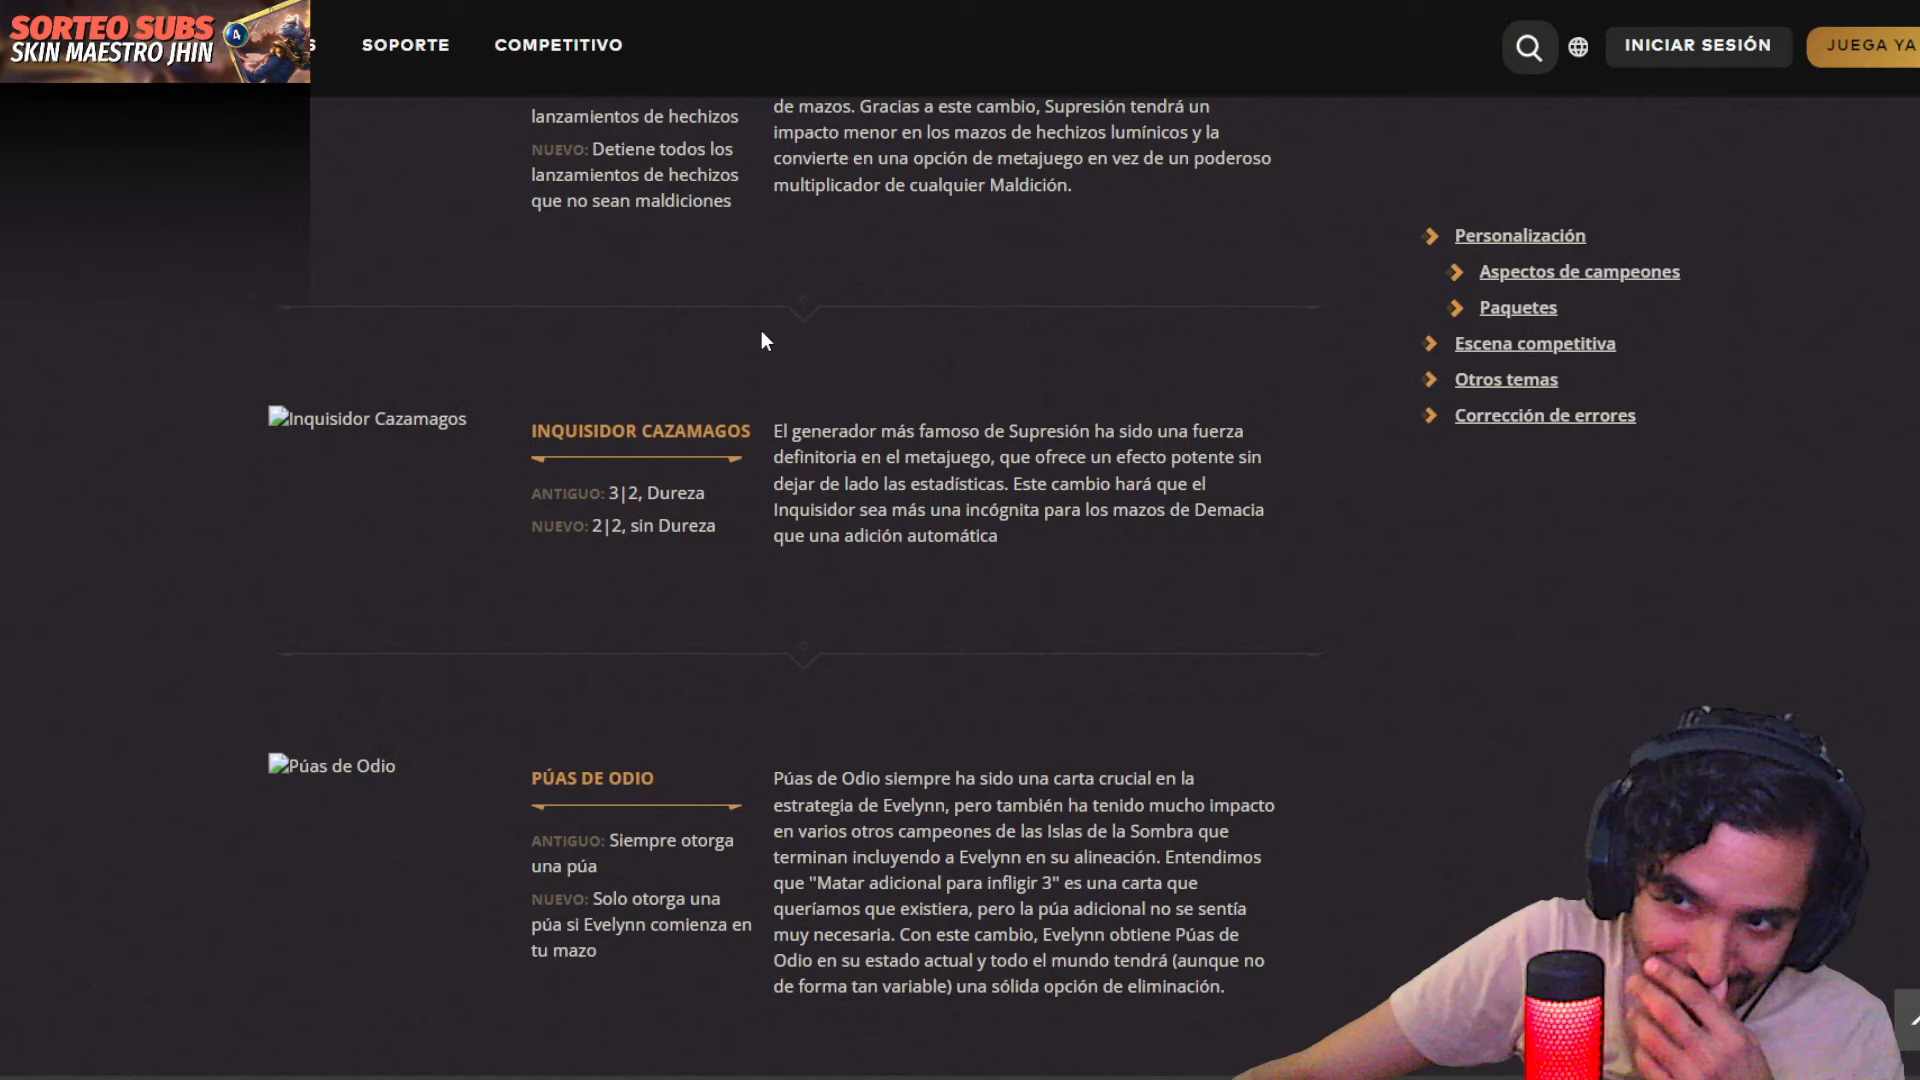 SORTEO SUBS
SKIN MAESTRO JHIN
4
S
SOPORTE
COMPETITIVO
INICIAR SESIÓN
JUEGA YA
lanzamientos de hechizos
NUEVO: Detiene todos los
lanzamientos de hechizos
que no sean maldiciones
de mazos. Gracias a este cambio, Supresión tendrá un
impacto menor en los mazos de hechizos lumínicos y la
convierte en una opción de metajuego en vez de un poderoso
multiplicador de cualquier Maldición.
Personalización
Aspectos de campeones
Paquetes
Escena competitiva
Otros temas
Corrección de errores
Inquisidor Cazamagos
INQUISIDOR CAZAMAGOS
ANTIGUO: 3|2, Dureza
NUEVO: 2|2, sin Dureza
El generador más famoso de Supresión ha sido una fuerza
definitoria en el metajuego, que ofrece un efecto potente sin
dejar de lado las estadísticas. Este cambio hará que el
Inquisidor sea más una incógnita para los mazos de Demacia
que una adición automática
Púas de Odio
PÚAS DE ODIO
ANTIGUO: Siempre otorga
una púa
NUEVO: Solo otorga una
púa si Evelynn comienza en
tu mazo
Púas de Odio siempre ha sido una carta crucial en la
estrategia de Evelynn, pero también ha tenido mucho impacto
en varios otros campeones de las Islas de la Sombra que
terminan incluyendo a Evelynn en su alineación. Entendimos
que "Matar adicional para infligir 3" es una carta que
queríamos que existiera, pero la púa adicional no se sentía
muy necesaria. Con este cambio, Evelynn obtiene Púas de
Odio en su estado actual y todo el mundo tendrá (aunque no
de forma tan variable) una sólida opción de eliminación.